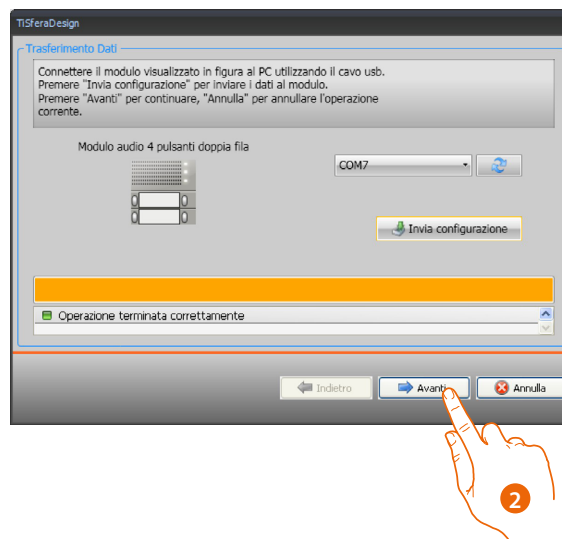 TiSferaDesign
Trasferimento Dati
Connettere il modulo visualizzato in figura al PC utilizzando il cavo usb.
Premere "Invia configurazione" per inviare i dati al modulo.
Premere "Avanti" per continuare, "Annulla" per annullare l'operazione
corrente.
Modulo audio 4 pulsanti doppia fila
COM7
Invia configurazione
Operazione terminata correttamente
Indietro
Avanti
Annulla
2